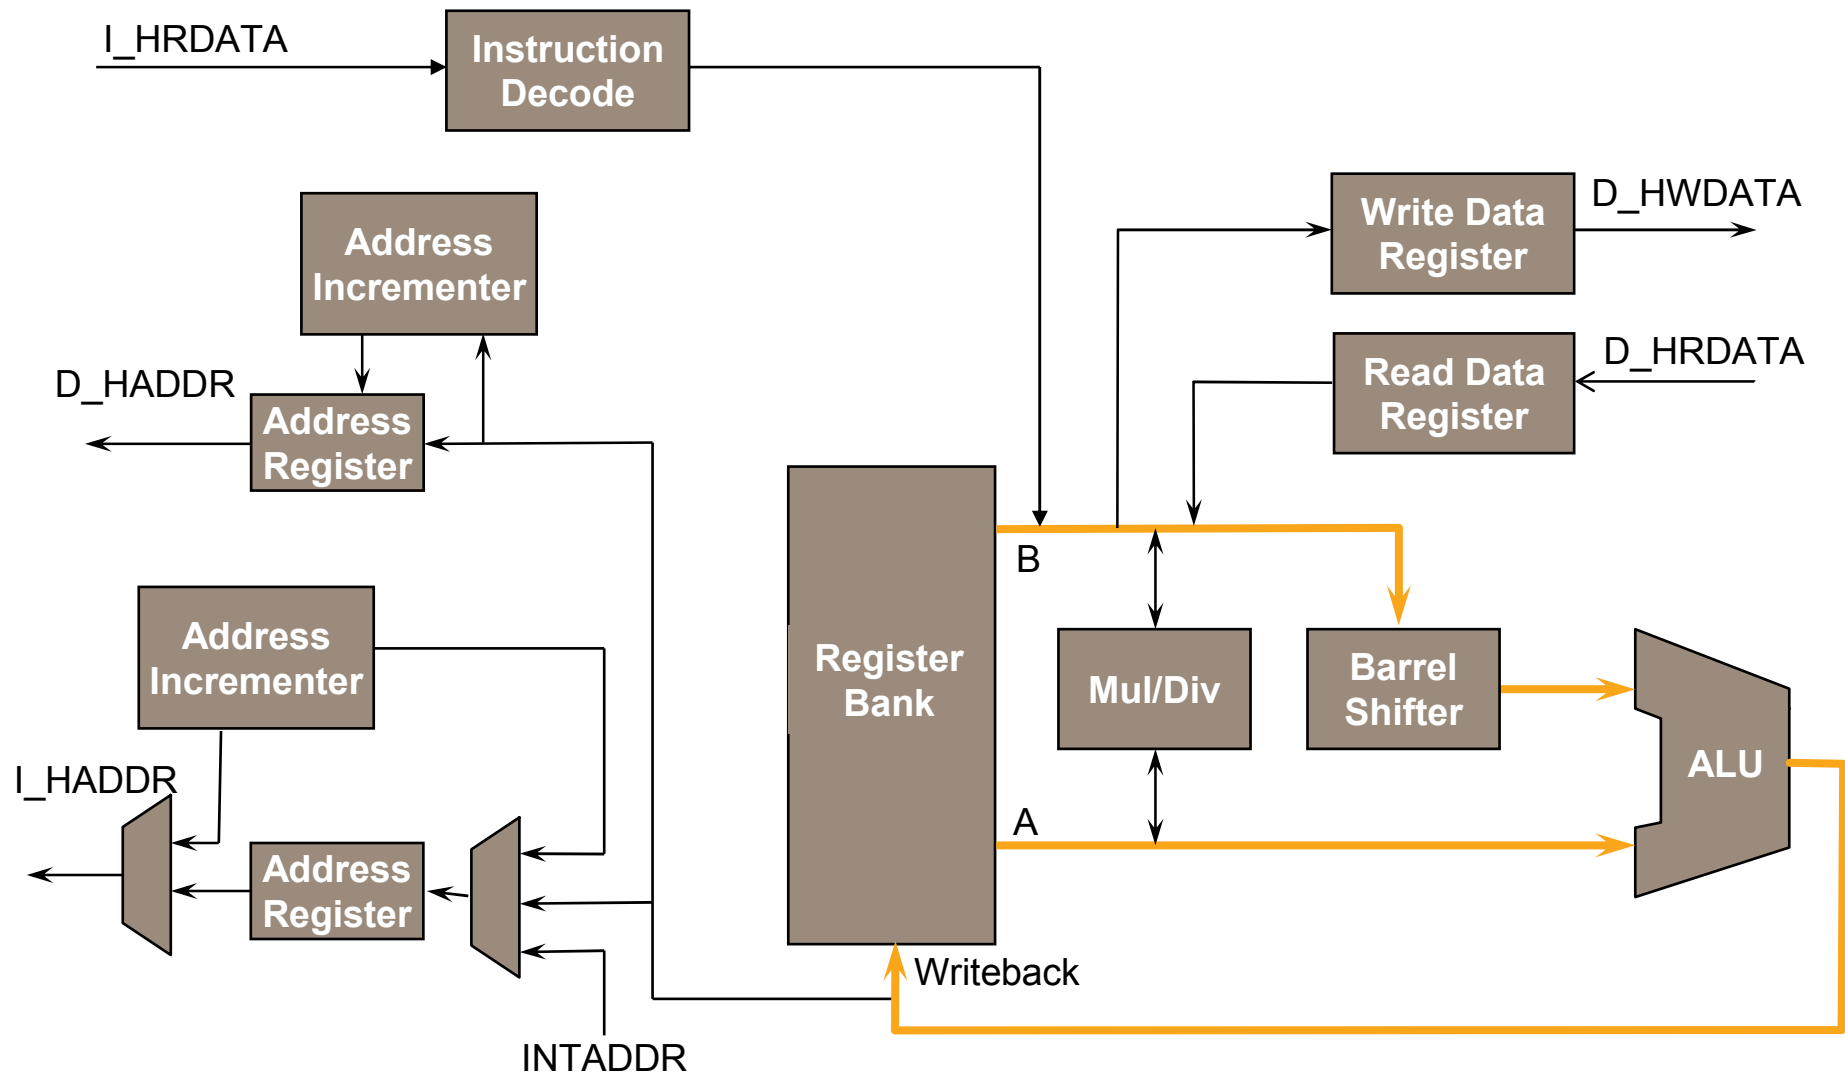 I_HRDATA
Instruction
Decode
Address
Incrementer
Write Data
Register
D_HWDATA
Read Data
Register
D_HRDATA
D_HADDR
Address
Register
B
Address
Incrementer
Register
Bank
Mul/Div
Barrel
Shifter
ALU
I_HADDR
A
Address
Register
Writeback
INTADDR